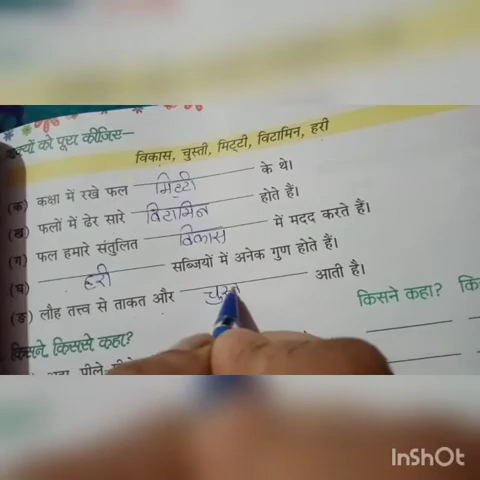 क्यों को पूरा कीजिए—
विकास, चुस्ती, मिट्टी, विटामिन, हरी
(क) कक्षा में रखे फल मिट्टी के थे।
(ख) फलों में ढेर सारे विटामिन होते हैं।
(ग) फल हमारे संतुलित विकास में मदद करते हैं।
(घ) हरी सब्जियों में अनेक गुण होते हैं।
(ङ) लौह तत्त्व से ताकत और चुस्त आती है।
किसने, किससे कहा?
किसने कहा?
पीले
InShOt